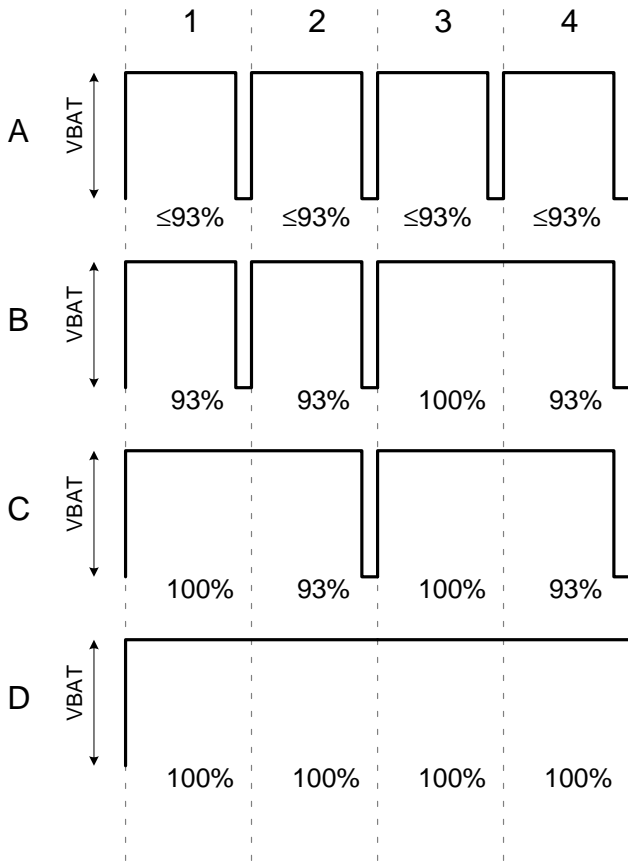 1 2 3 4
A
VBAT
≤93% ≤93% ≤93% ≤93%
B
VBAT
93% 93% 100% 93%
C
VBAT
100% 93% 100% 93%
D
VBAT
100% 100% 100% 100%